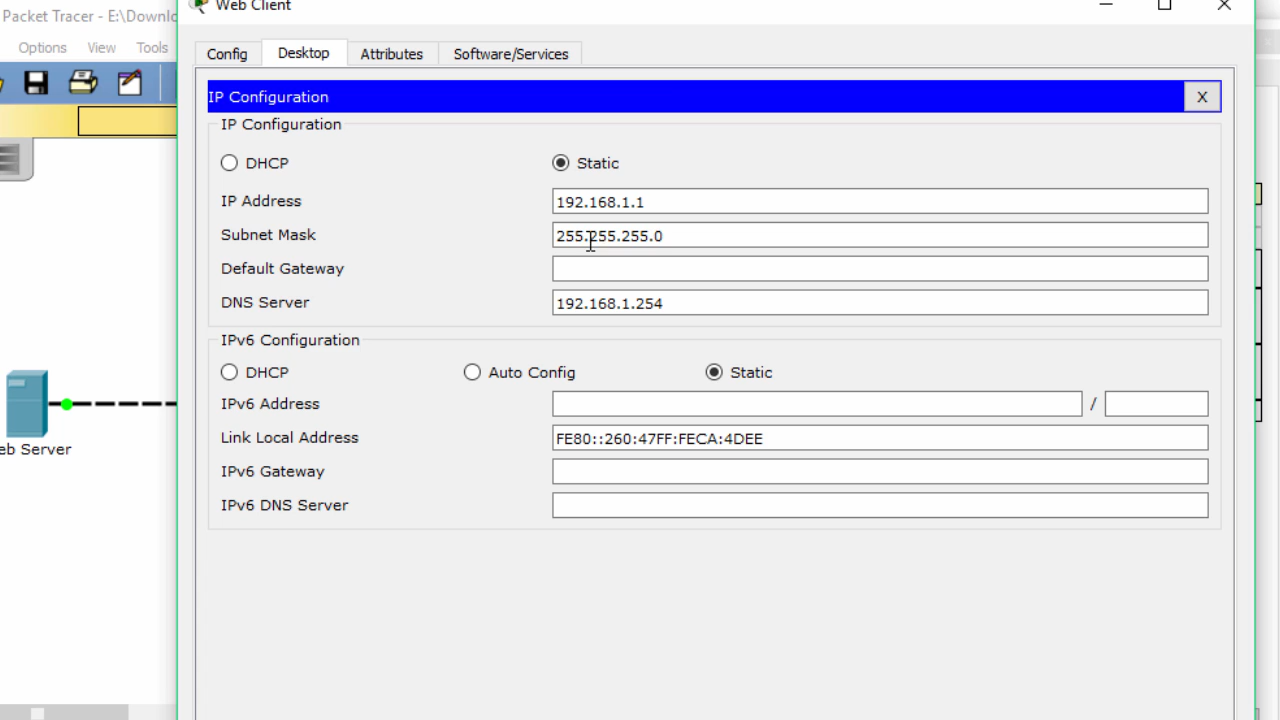 Packet Tracer - E:\Downlo
Web Client
Options View Tools
Config Desktop Attributes Software/Services
IP Configuration X
IP Configuration
DHCP Static
IP Address 192.168.1.1
Subnet Mask 255.255.255.0
Default Gateway
DNS Server 192.168.1.254
IPv6 Configuration
DHCP Auto Config Static
IPv6 Address /
Link Local Address FE80::260:47FF:FECA:4DEE
IPv6 Gateway
IPv6 DNS Server
eb Server